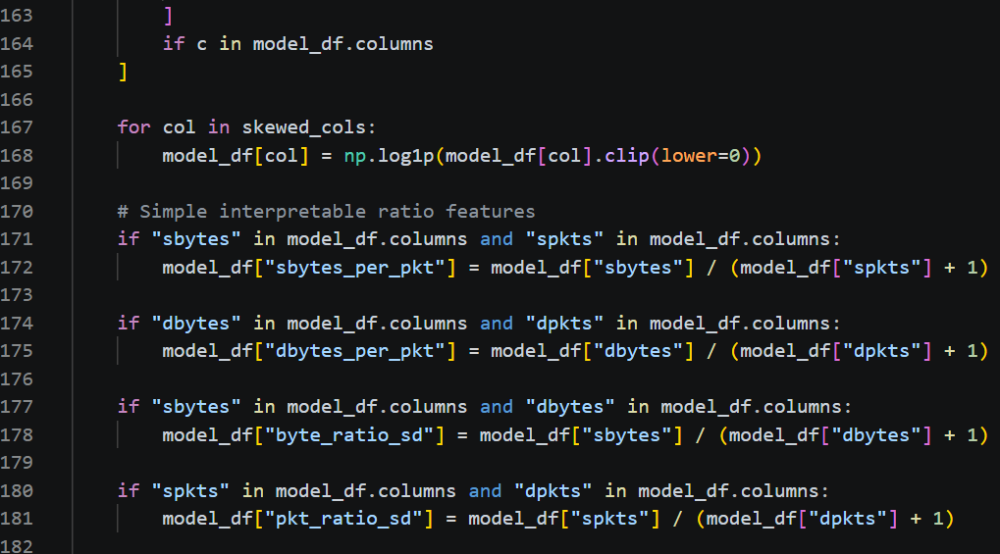 163 ]
164 if c in model_df.columns
165 ]
166
167 for col in skewed_cols:
168 model_df[col] = np.log1p(model_df[col].clip(lower=0))
169
170 # Simple interpretable ratio features
171 if "sbytes" in model_df.columns and "spkts" in model_df.columns:
172 model_df["sbytes_per_pkt"] = model_df["sbytes"] / (model_df["spkts"] + 1)
173
174 if "dbytes" in model_df.columns and "dpkts" in model_df.columns:
175 model_df["dbytes_per_pkt"] = model_df["dbytes"] / (model_df["dpkts"] + 1)
176
177 if "sbytes" in model_df.columns and "dbytes" in model_df.columns:
178 model_df["byte_ratio_sd"] = model_df["sbytes"] / (model_df["dbytes"] + 1)
179
180 if "spkts" in model_df.columns and "dpkts" in model_df.columns:
181 model_df["pkt_ratio_sd"] = model_df["spkts"] / (model_df["dpkts"] + 1)
182